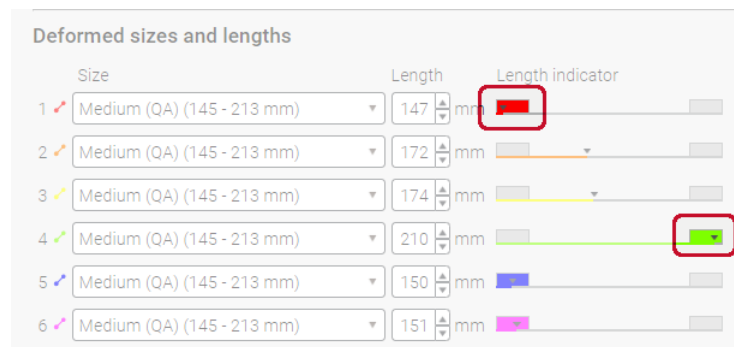 Deformed sizes and lengths
Size Length Length indicator
1 Medium (QA) (145 - 213 mm) 147 mm
2 Medium (QA) (145 - 213 mm) 172 mm
3 Medium (QA) (145 - 213 mm) 174 mm
4 Medium (QA) (145 - 213 mm) 210 mm
5 Medium (QA) (145 - 213 mm) 150 mm
6 Medium (QA) (145 - 213 mm) 151 mm